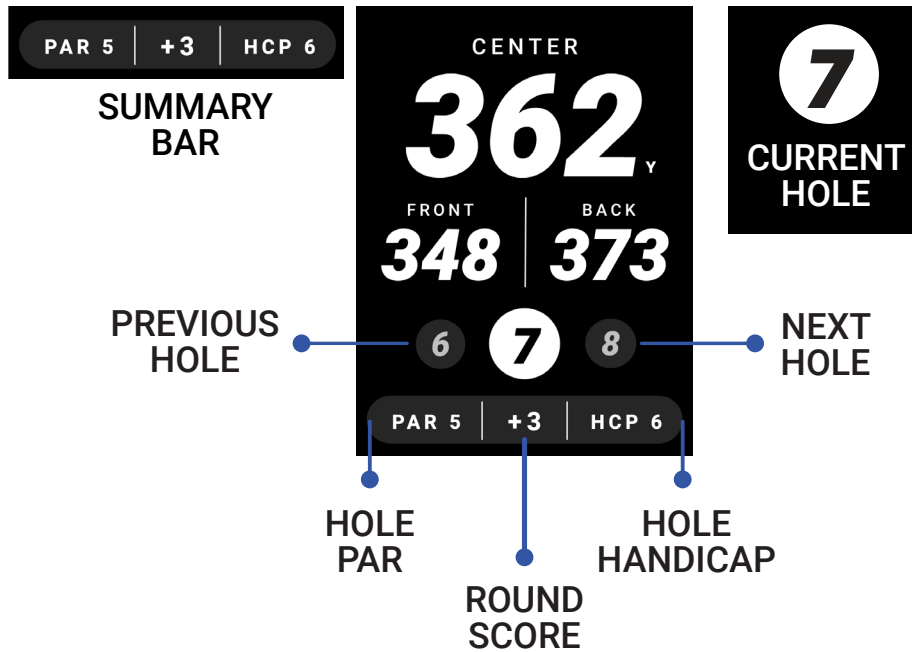 PAR 5 +3 HCP 6
SUMMARY
BAR
CENTER
362 Y
FRONT BACK
348 373
6 7 8
PAR 5 +3 HCP 6
7
CURRENT
HOLE
PREVIOUS
HOLE
NEXT
HOLE
HOLE
PAR
ROUND
SCORE
HOLE
HANDICAP